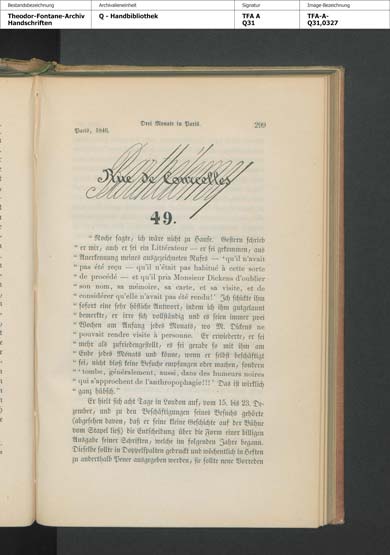 Bestandsbezeichnung
Archivalieneinheit
Signatur
Image-Bezeichnung
Theodor-Fontane-Archiv
Handschriften
Q - Handbibliothek
TFA A
Q31
TFA-A-
Q31,0327
Drei Monate in Paris.
299
Paris, 1846.
Rue de Courcelles
49.
“ Roche sagte, ich wäre nicht zu Hause. Gestern schrieb
“ er mir, auch er sei ein Littérateur — er sei gekommen, aus
“ Anerkennung meines ausgezeichneten Rufes — ‘qu’il n’avait
“ pas été reçu — qu’il n’était pas habitué à cette sorte
“ de procédé — et qu’il pria Monsieur Dickens d’oublier
“ son nom, sa mémoire, sa carte, et sa visite, et de
“ considérer qu’elle n’avait pas été rendu!’ Ich schickte ihm
“ sofort eine sehr höfliche Antwort, indem ich ihm gutgelaunt
“ bemerkte, er irre sich vollständig und es seien immer zwei
“ Wochen am Anfang jedes Monats, wo M. Dickens ne
“ pouvait rendre visite à personne. Er erwiederte, er sei
“ mehr als zufriedengestellt, es sei gerade so mit ihm am
“ Ende jedes Monats und könne, wenn er selbst beschäftigt
“ sei, nicht bloß keine Besuche empfangen oder machen, sondern
“ ‘tombe, généralement, aussi, dans des humeurs noires
“ qui s’approchent de l’anthropophagie!!!’ Das ist wirklich
“ ganz hübsch.”
Er hielt sich acht Tage in London auf, vom 15. bis 23. De-
zember, und zu den Beschäftigungen seines Besuchs gehörte
(abgesehen davon, daß er seine kleine Geschichte auf der Bühne
vom Stapel ließ) die Entscheidung über die Form einer billigen
Ausgabe seiner Schriften, welche im folgenden Jahre begann.
Dieselbe sollte in Doppelspalten gedruckt und wöchentlich in Heften
zu anderthalb Pence ausgegeben werden, sie sollte neue Vorreden